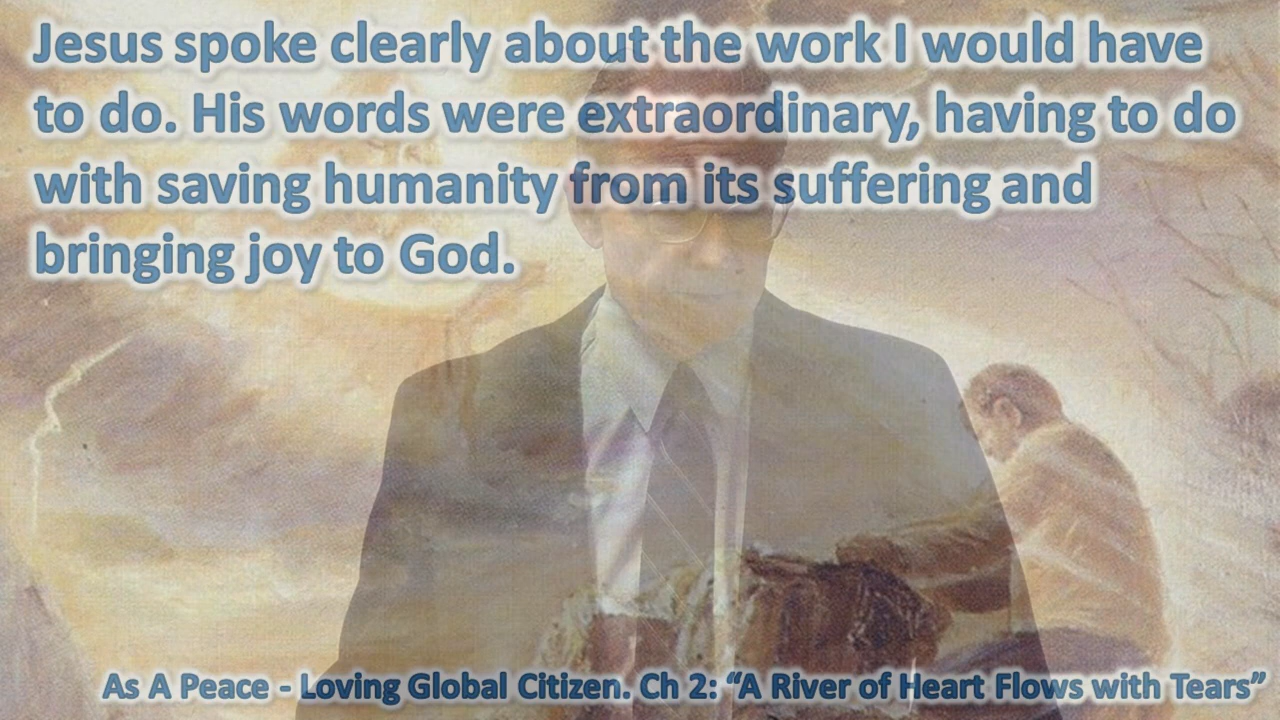 Jesus spoke clearly about the work I would have
to do. His words were extraordinary, having to do
with saving humanity from its suffering and
bringing joy to God.
As A Peace - Loving Global Citizen. Ch 2: “A River of Heart Flows with Tears”